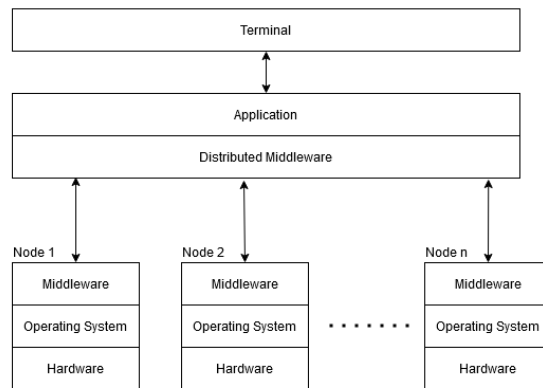 Terminal
Application
Distributed Middleware
Node 1
Node 2
Node n
Middleware
Middleware
Middleware
Operating System
Operating System
Operating System
Hardware
Hardware
Hardware